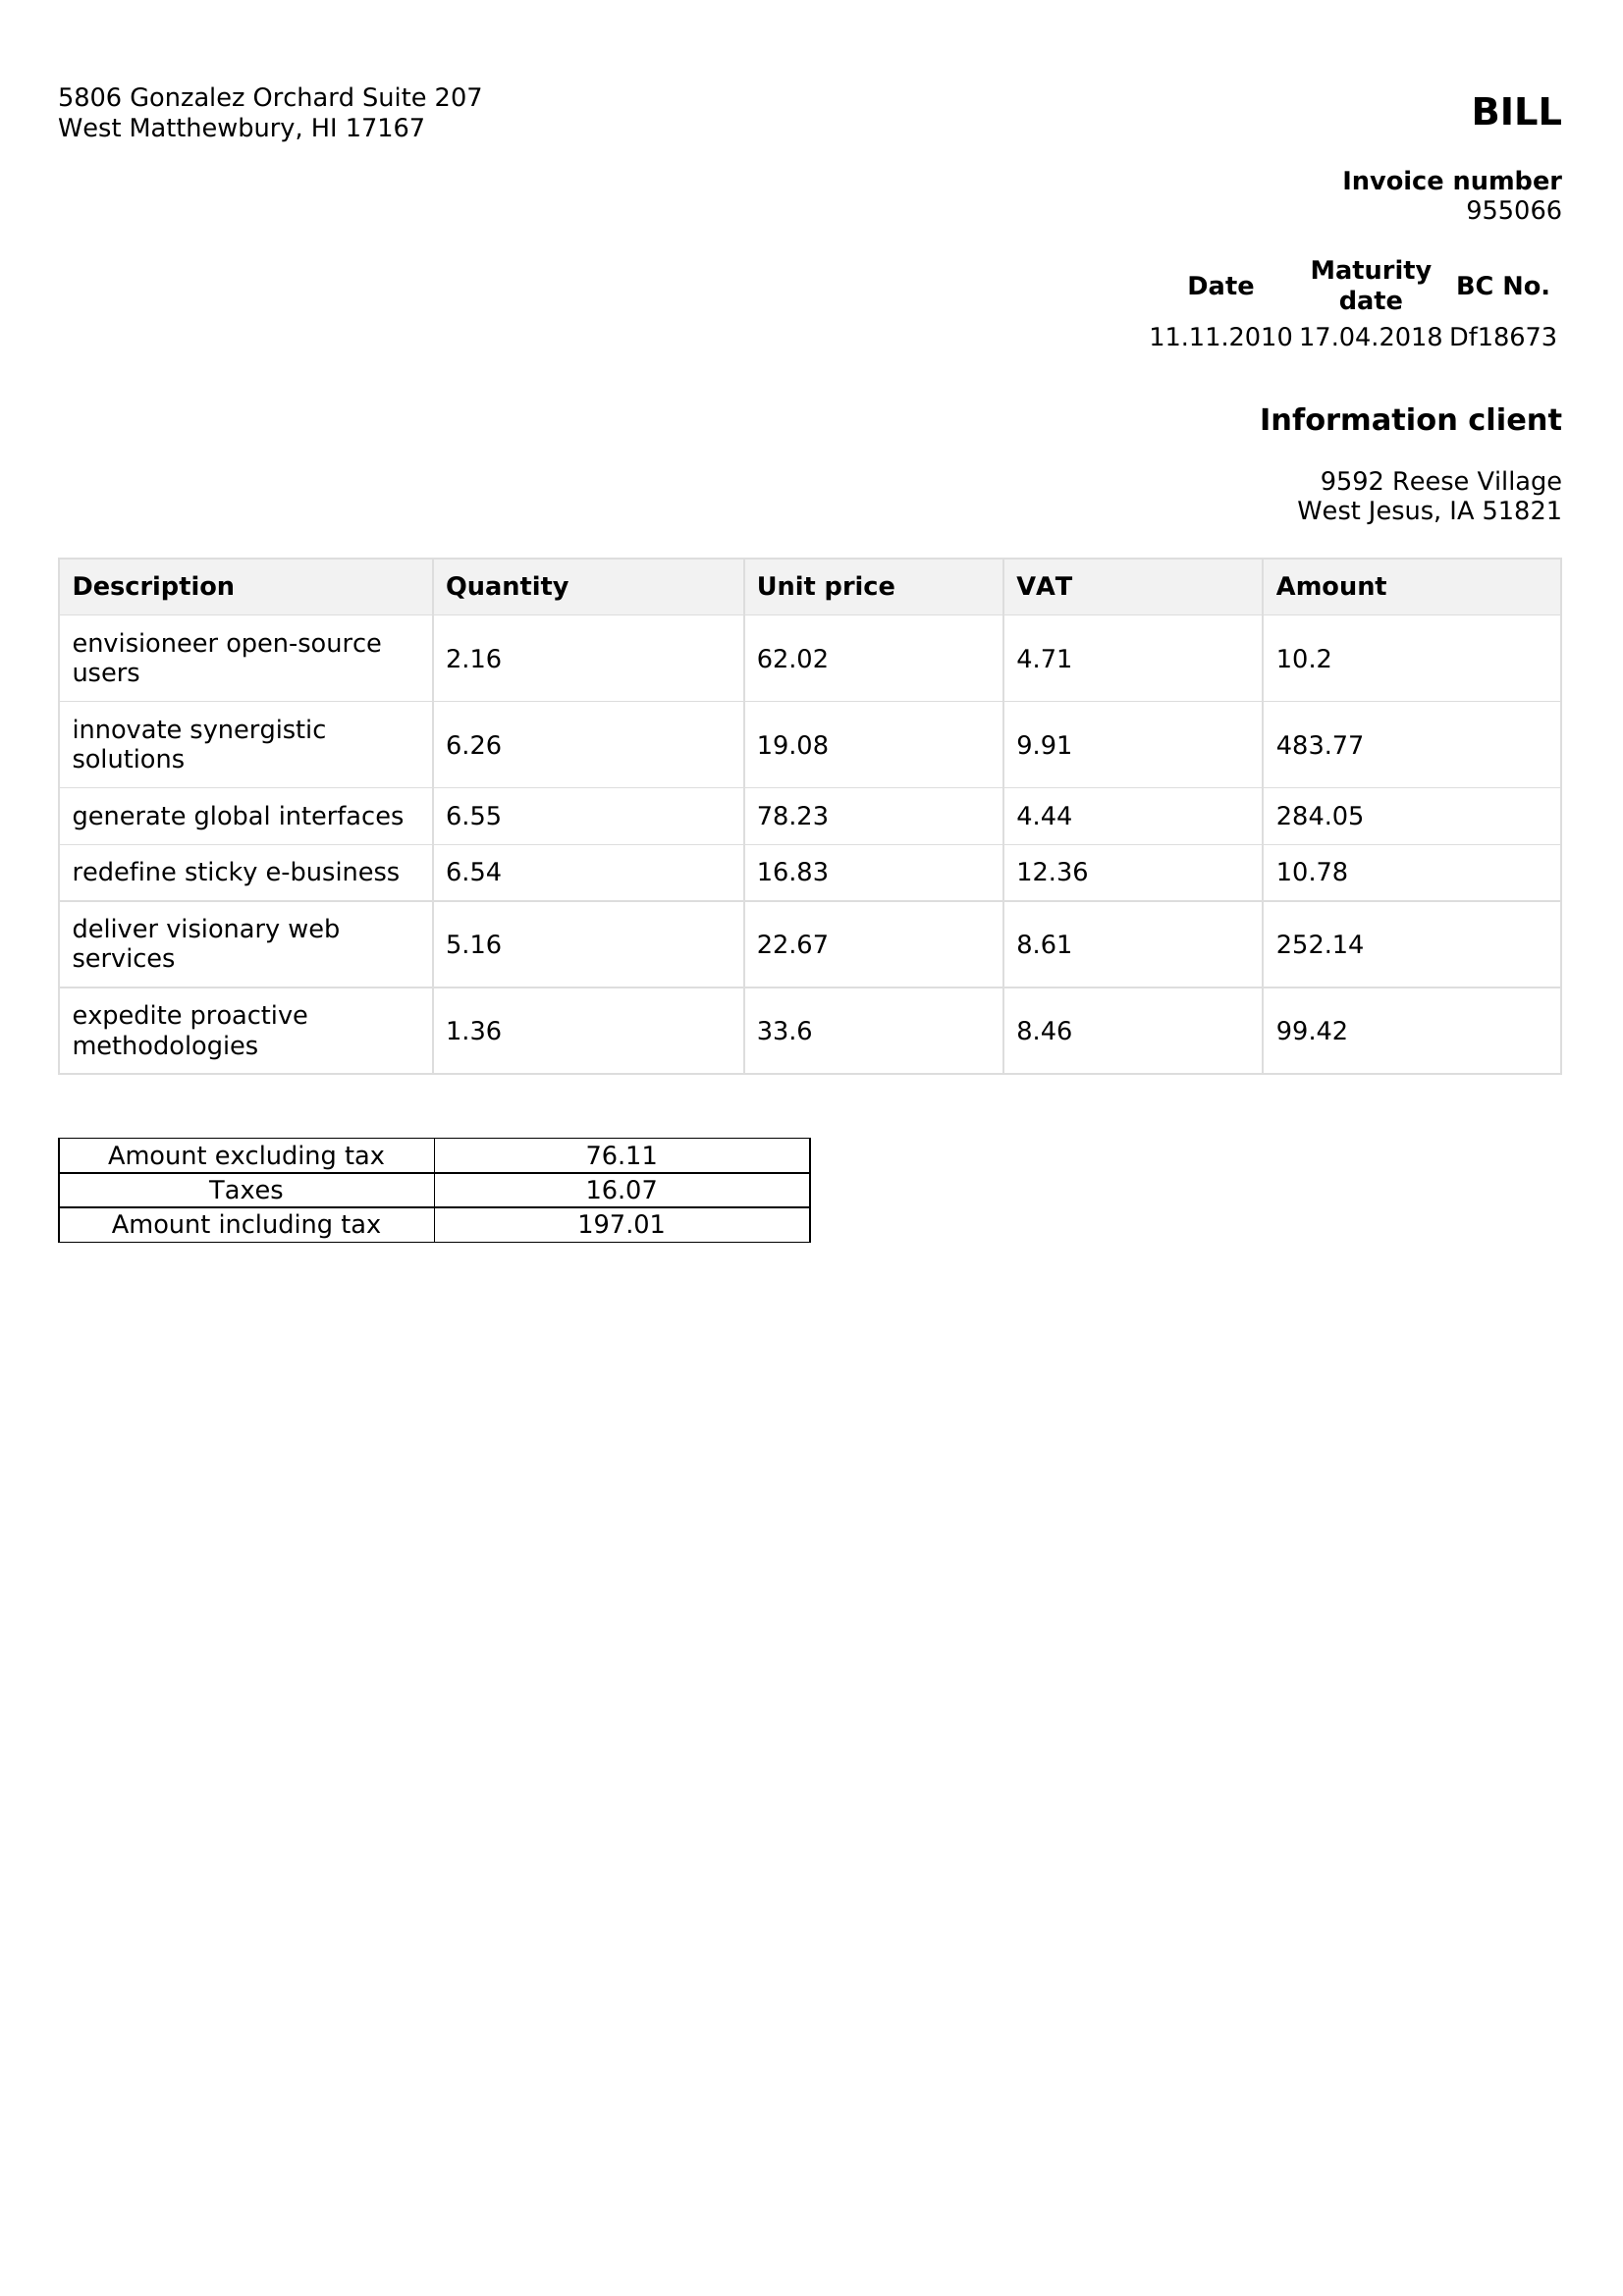 5806 Gonzalez Orchard Suite 207
West Matthewbury, HI 17167
BILL
Invoice number
955066
Date Maturity date BC No.
11.11.2010 17.04.2018 Df18673
Information client
9592 Reese Village
West Jesus, IA 51821
Description Quantity Unit price VAT Amount
envisioneer open-source
users 2.16 62.02 4.71 10.2
innovate synergistic
solutions 6.26 19.08 9.91 483.77
generate global interfaces 6.55 78.23 4.44 284.05
redefine sticky e-business 6.54 16.83 12.36 10.78
deliver visionary web
services 5.16 22.67 8.61 252.14
expedite proactive
methodologies 1.36 33.6 8.46 99.42
Amount excluding tax 76.11
Taxes 16.07
Amount including tax 197.01